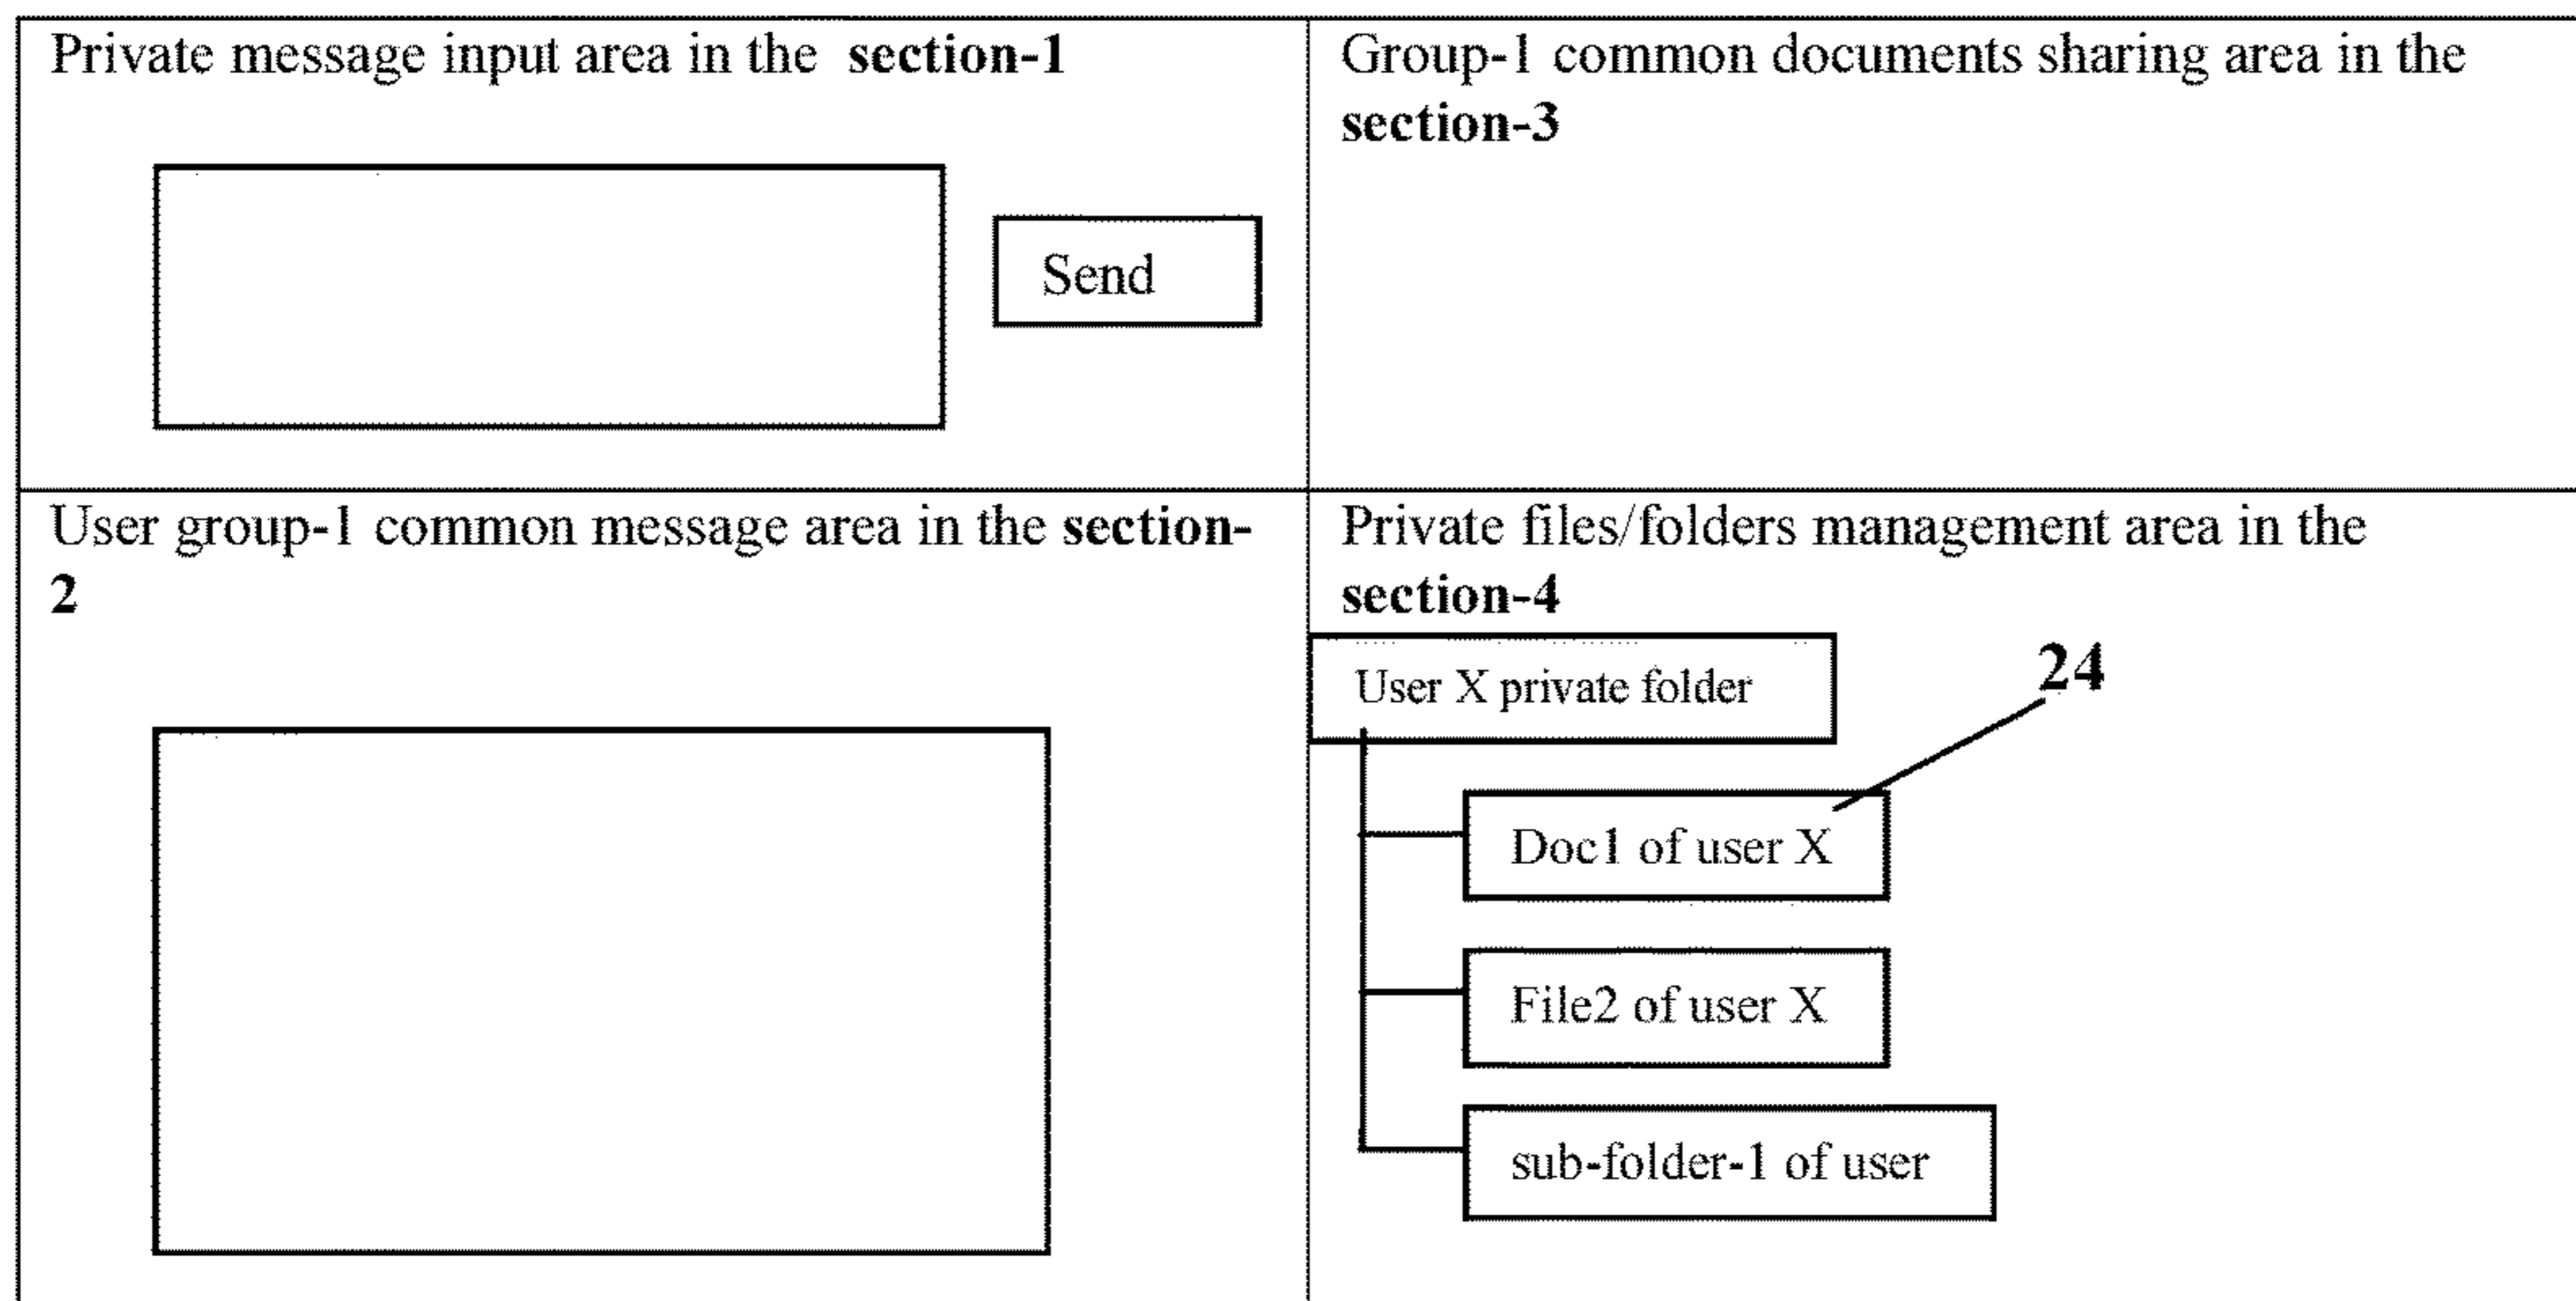 Private message input area in the section-1
Send
Group-1 common documents sharing area in the
section-3
User group-1 common message area in the section-
2
Private files/folders management area in the
section-4
User X private folder
24
Doc1 of user X
File2 of user X
sub-folder-1 of user